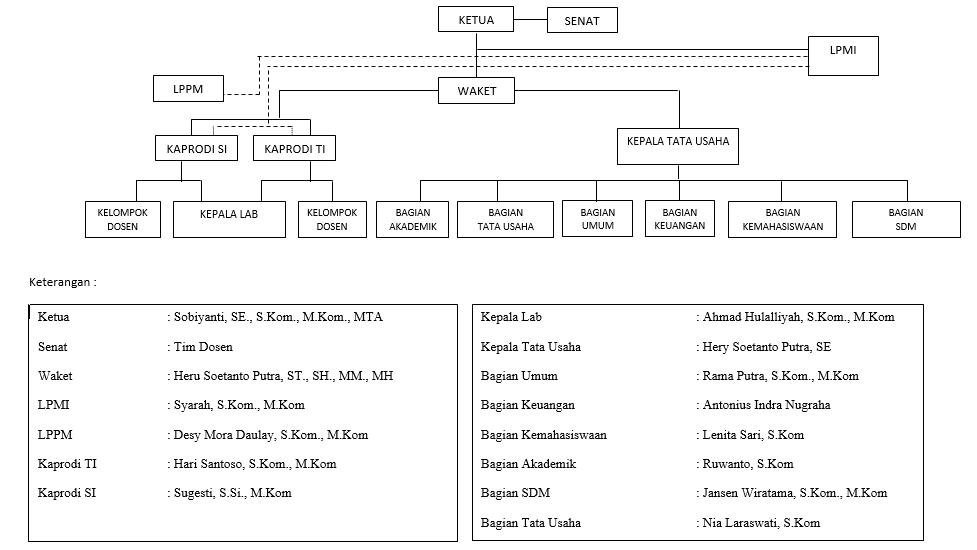 KETUA
SENAT
LPMI
LPPM
WAKET
KAPRODI SI
KAPRODI TI
KEPALA TATA USAHA
KELOMPOK
DOSEN
KEPALA LAB
KELOMPOK
DOSEN
BAGIAN
AKADEMIK
BAGIAN
TATA USAHA
BAGIAN
UMUM
BAGIAN
KEUANGAN
BAGIAN
KEMAHASISWAAN
BAGIAN
SDM
Keterangan :
Ketua : Sobiyanti, SE., S.Kom., M.Kom., MTA
Senat : Tim Dosen
Waket : Heru Soetanto Putra, ST., SH., MM., MH
LPMI : Syarah, S.Kom., M.Kom
LPPM : Desy Mora Daulay, S.Kom., M.Kom
Kaprodi TI : Hari Santoso, S.Kom., M.Kom
Kaprodi SI : Sugesti, S.Si., M.Kom
Kepala Lab : Ahmad Hulalliyah, S.Kom., M.Kom
Kepala Tata Usaha : Hery Soetanto Putra, SE
Bagian Umum : Rama Putra, S.Kom., M.Kom
Bagian Keuangan : Antonius Indra Nugraha
Bagian Kemahasiswaan : Lenita Sari, S.Kom
Bagian Akademik : Ruwanto, S.Kom
Bagian SDM : Jansen Wiratama, S.Kom., M.Kom
Bagian Tata Usaha : Nia Laraswati, S.Kom